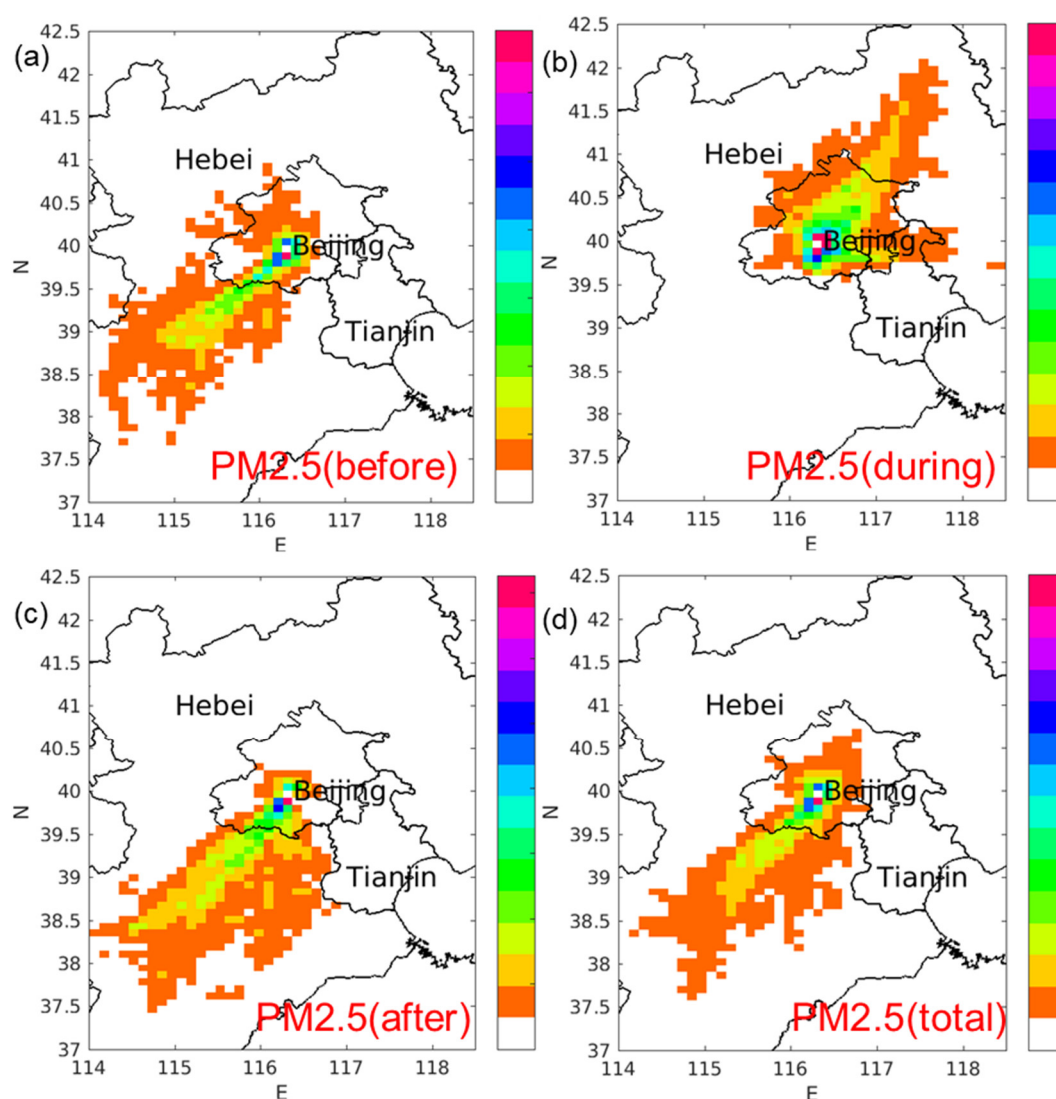 (a)
42.5
42
41.5
41
40.5
40
39.5
39
38.5
38
37.5
37
N
Hebei
Beijing
Tianjin
PM2.5(before)
114 115 116 117 118
E
(b)
42.5
42
41.5
41
40.5
40
39.5
39
38.5
38
37.5
37
N
Hebei
Beijing
Tianjin
PM2.5(during)
114 115 116 117 118
E
(c)
42.5
42
41.5
41
40.5
40
39.5
39
38.5
38
37.5
37
N
Hebei
Beijing
Tianjin
PM2.5(after)
114 115 116 117 118
E
(d)
42.5
42
41.5
41
40.5
40
39.5
39
38.5
38
37.5
37
N
Hebei
Beijing
Tianjin
PM2.5(total)
114 115 116 117 118
E